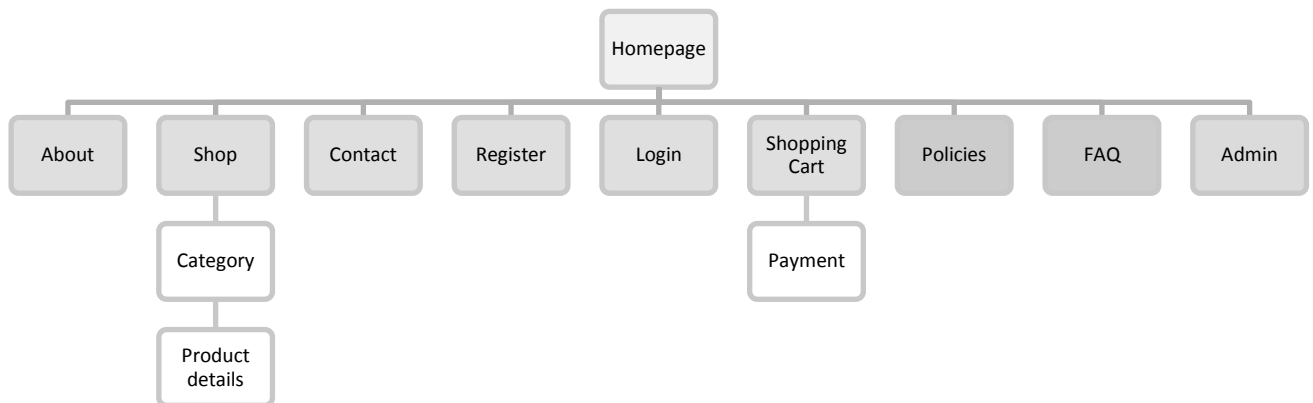 Homepage
About
Shop
Contact
Register
Login
Shopping
Cart
Policies
FAQ
Admin
Category
Payment
Product
details